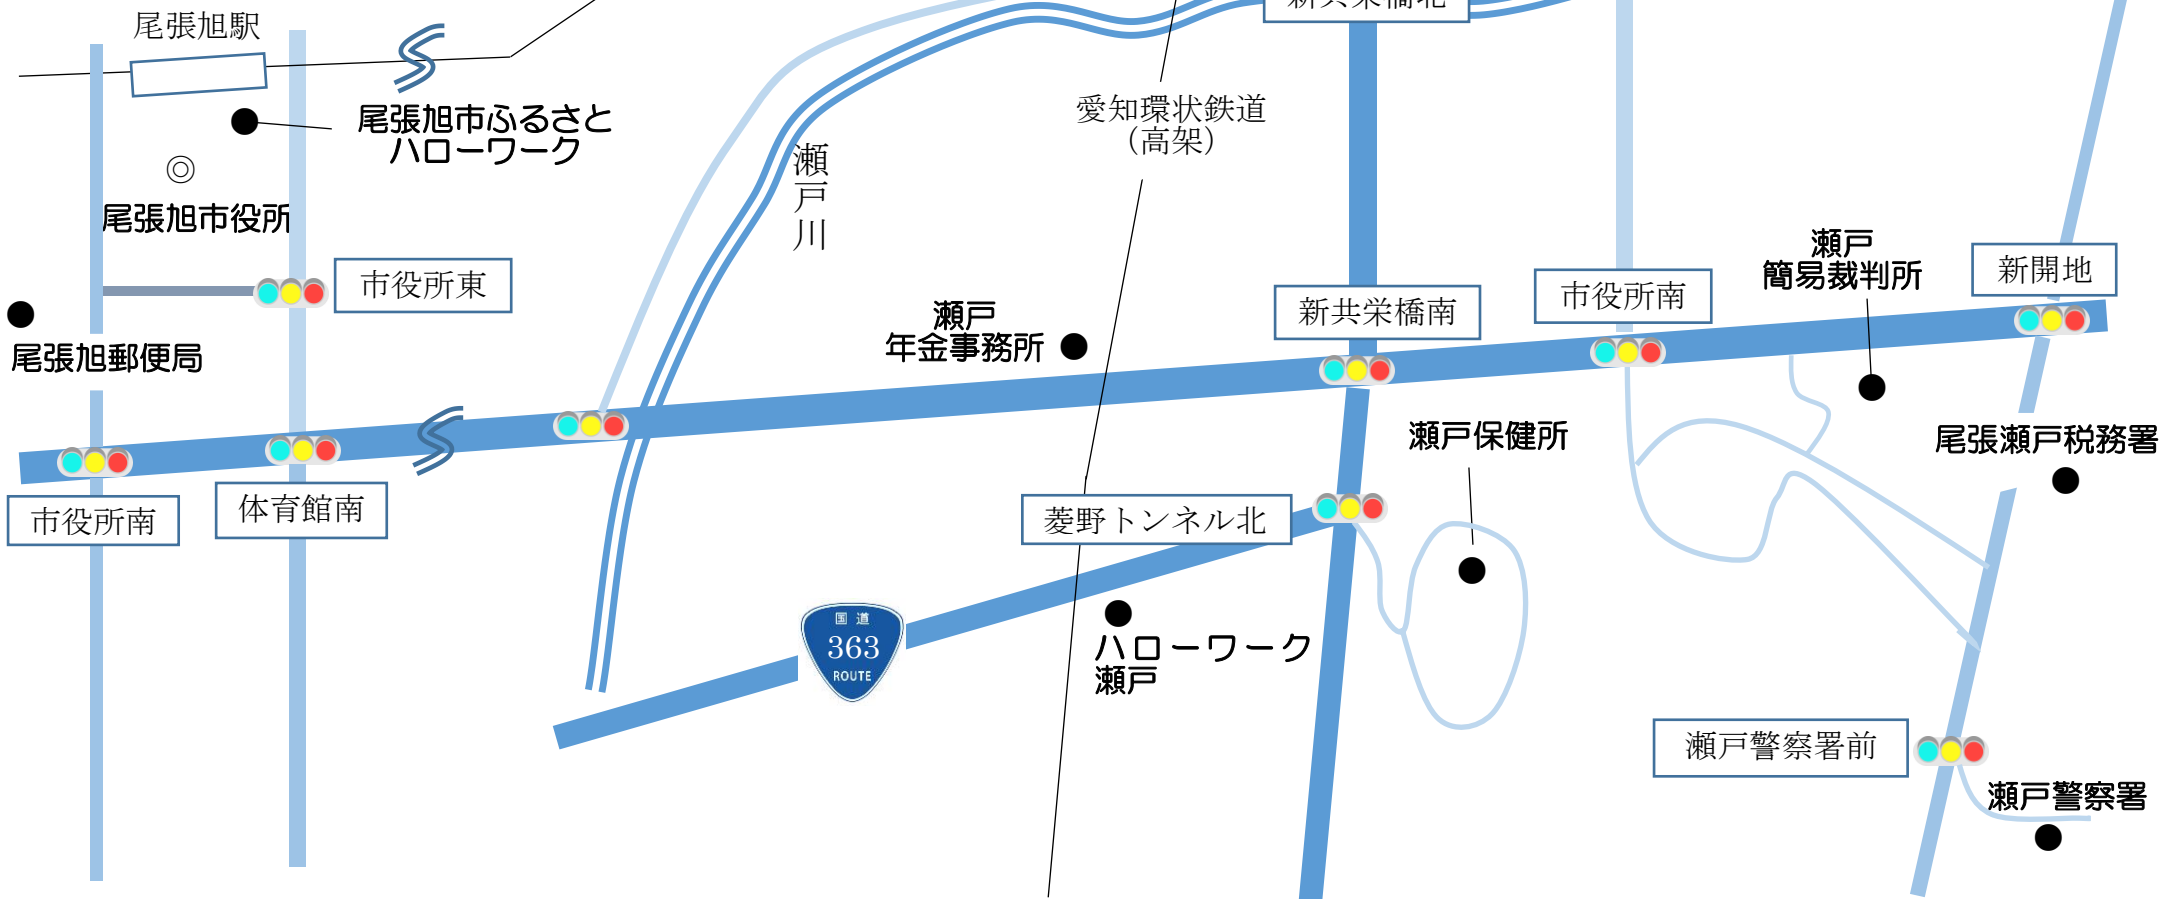 新共栄橋北
尾張旭駅
尾張旭市ふるさと
ハローワーク
愛知環状鉄道
（高架）
瀬戸川
尾張旭市役所
市役所東
瀬戸
簡易裁判所
新開地
市役所南
新共栄橋南
瀬戸
年金事務所
尾張旭郵便局
瀬戸保健所
尾張瀬戸税務署
市役所南
体育館南
菱野トンネル北
国道
363
ROUTE
ハローワーク
瀬戸
瀬戸警察署前
瀬戸警察署